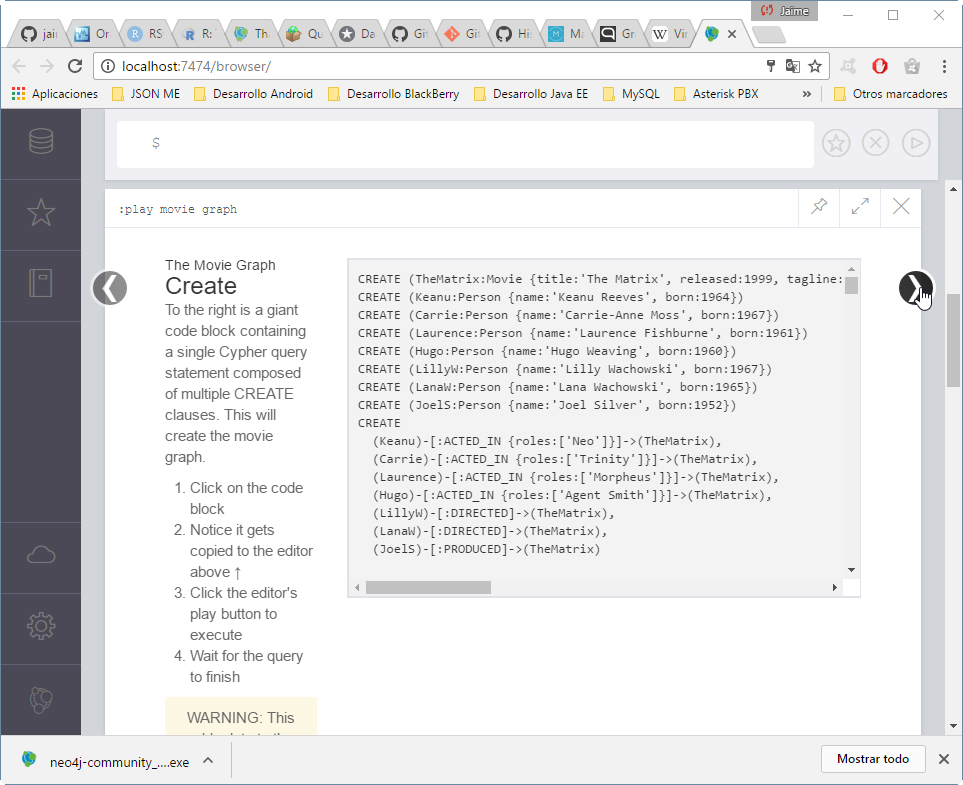 Jaime
jai
Or
RS
R:
Th
Qu
Da
Git
Git
His
Ma
Gr
Vir
localhost:7474/browser/
Aplicaciones JSON ME Desarrollo Android Desarrollo BlackBerry Desarrollo Java EE MySQL Asterisk PBX » Otros marcadores
$
:play movie graph
The Movie Graph
Create
To the right is a giant
code block containing
a single Cypher query
statement composed
of multiple CREATE
clauses. This will
create the movie
graph.
1. Click on the code
block
2. Notice it gets
copied to the editor
above ↑
3. Click the editor's
play button to
execute
4. Wait for the query
to finish
WARNING: This
CREATE (TheMatrix:Movie {title:'The Matrix', released:1999, tagline:
CREATE (Keanu:Person {name:'Keanu Reeves', born:1964})
CREATE (Carrie:Person {name:'Carrie-Anne Moss', born:1967})
CREATE (Laurence:Person {name:'Laurence Fishburne', born:1961})
CREATE (Hugo:Person {name:'Hugo Weaving', born:1960})
CREATE (LillyW:Person {name:'Lilly Wachowski', born:1967})
CREATE (LanaW:Person {name:'Lana Wachowski', born:1965})
CREATE (JoelS:Person {name:'Joel Silver', born:1952})
CREATE
(Keanu)-[:ACTED_IN {roles:['Neo']}]->(TheMatrix),
(Carrie)-[:ACTED_IN {roles:['Trinity']}]->(TheMatrix),
(Laurence)-[:ACTED_IN {roles:['Morpheus']}]->(TheMatrix),
(Hugo)-[:ACTED_IN {roles:['Agent Smith']}]->(TheMatrix),
(LillyW)-[:DIRECTED]->(TheMatrix),
(LanaW)-[:DIRECTED]->(TheMatrix),
(JoelS)-[:PRODUCED]->(TheMatrix)
neo4j-community_....exe
Mostrar todo